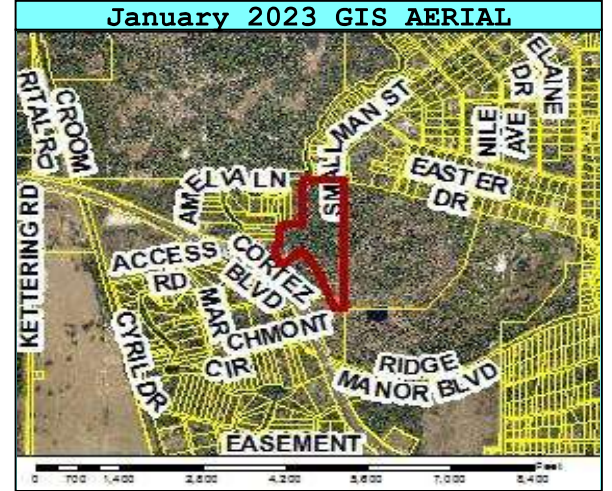 January 2023 GIS AERIAL
ELAINE
DR
CROOM
RITAL Rd
SMALLMAN ST
NILE
AVE
AMELVA LN
EASTER
DR
KETTERING RD
ACCESS
RD
CORTEZ
BLVD
MAR
CHMONT
CIR
CYRIL DR
RIDGE
MANOR BLVD
EASEMENT
Feet
0 700 1,400 2,800 4,200 5,600 7,000 8,400